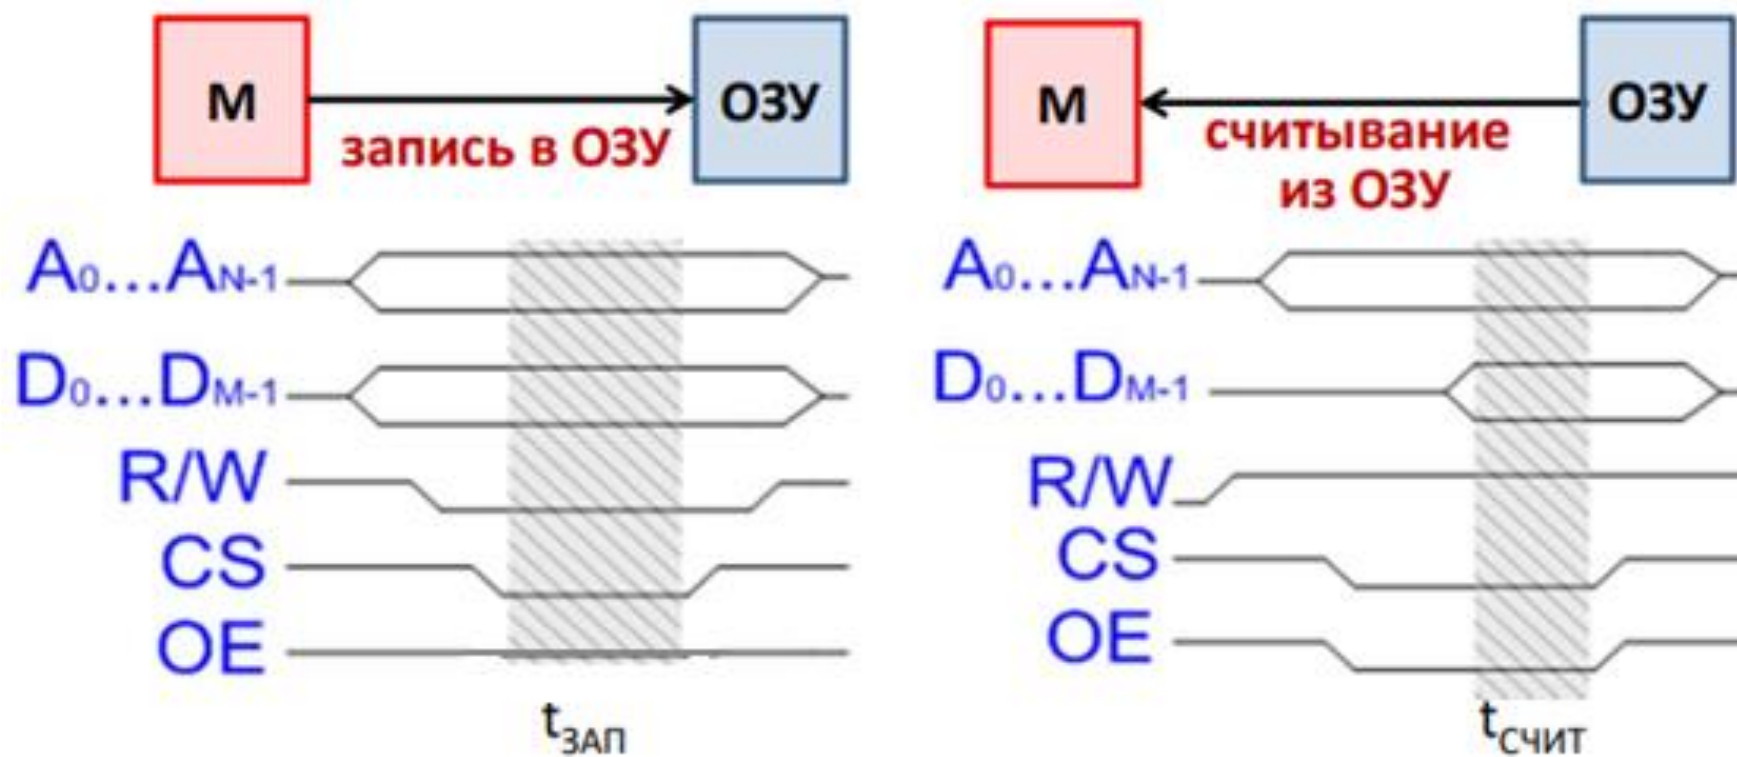 М
запись в ОЗУ
ОЗУ
A0...AN-1
D0...DM-1
R/W
CS
OE
tЗАП
М
считывание
из ОЗУ
ОЗУ
A0...AN-1
D0...DM-1
R/W
CS
OE
tСЧИТ